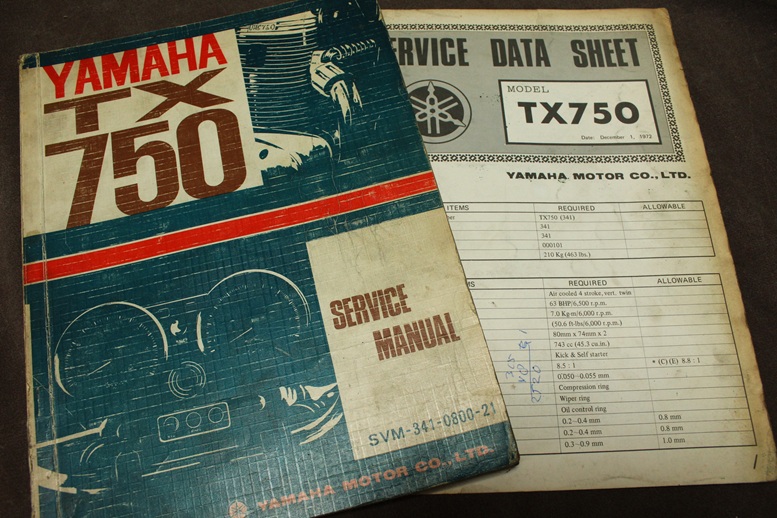 YAMAHA
TX
750
SERVICE
MANUAL
SVM-341-0800-21
YAMAHA MOTOR CO., LTD.
ERVICE DATA SHEET
MODEL
TX750
Date: December 1, 1972
YAMAHA MOTOR CO., LTD.
ITEMS REQUIRED ALLOWABLE
ber TX750 (341)
341
341
000101
210 Kg (463 lbs.)
MS REQUIRED ALLOWABLE
Air cooled 4 stroke, vert. twin
63 BHP/6,500 r.p.m.
7.0 Kg-m/6,000 r.p.m.
(50.6 ft-lbs/6,000 r.p.m.)
80mm x 74mm x 2
743 cc (45.3 cu.in.)
Kick & Self starter
8.5 : 1 * (C) (E) 8.8 : 1
0.050–0.055 mm
Compression ring
Wiper ring
Oil control ring
0.2–0.4 mm 0.8 mm
0.2–0.4 mm 0.8 mm
0.3–0.9 mm 1.0 mm